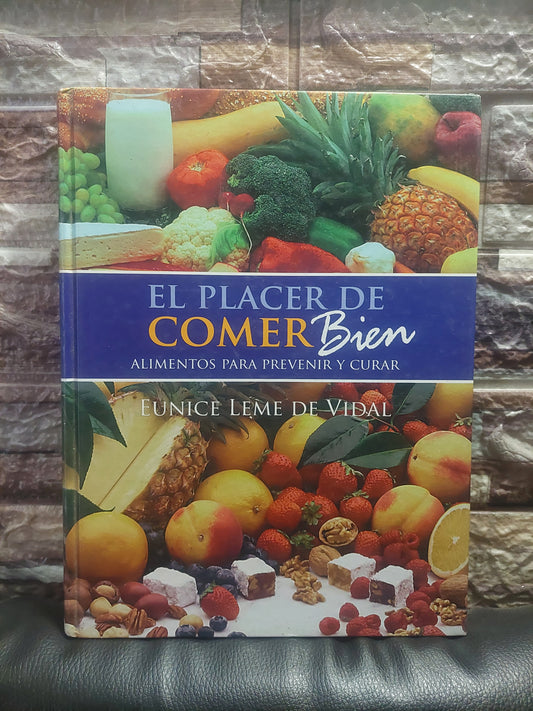 EL PLACER DE
COMER Bien
ALIMENTOS PARA PREVENIR Y CURAR
EUNICE LEME DE VIDAL